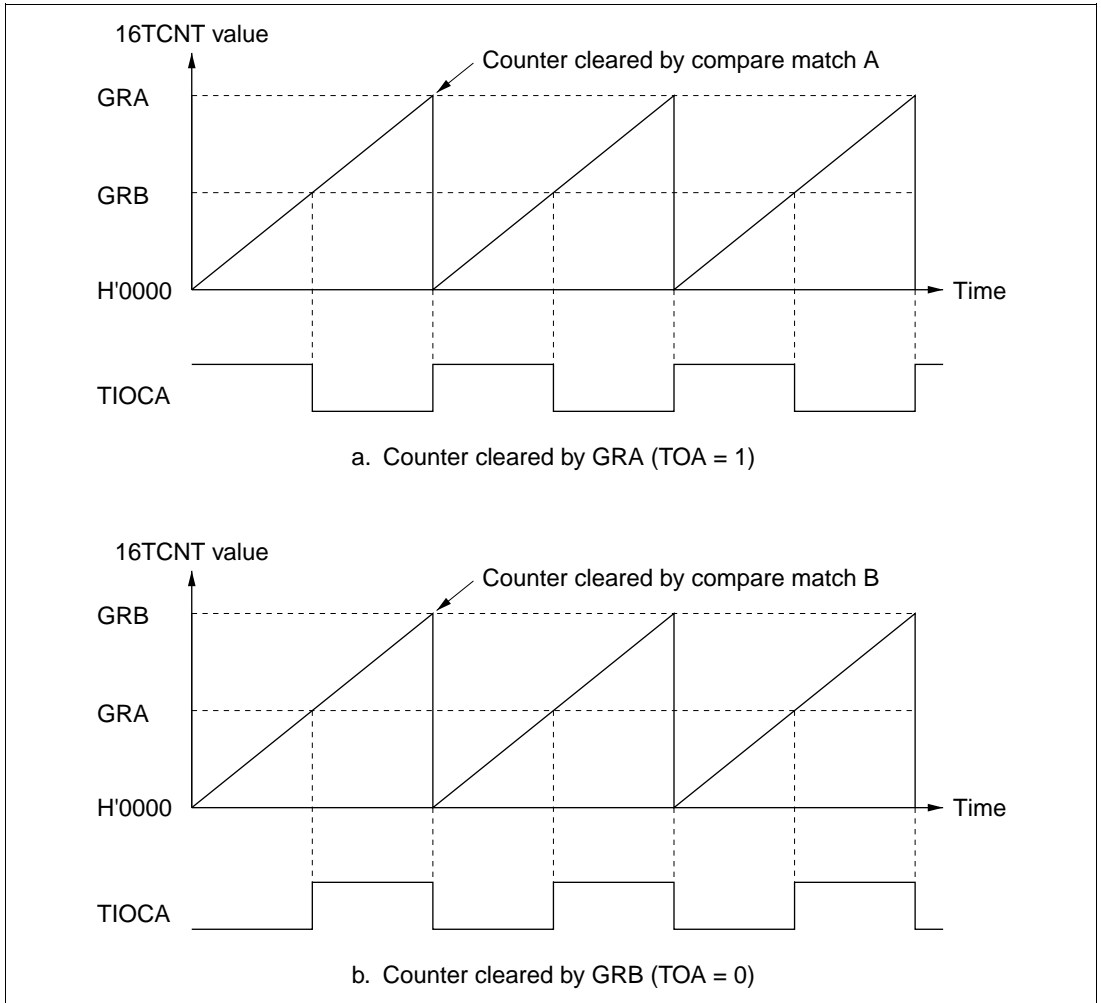 16TCNT value
Counter cleared by compare match A
GRA
GRB
H'0000
Time
TIOCA
a. Counter cleared by GRA (TOA = 1)
16TCNT value
Counter cleared by compare match B
GRB
GRA
H'0000
Time
TIOCA
b. Counter cleared by GRB (TOA = 0)